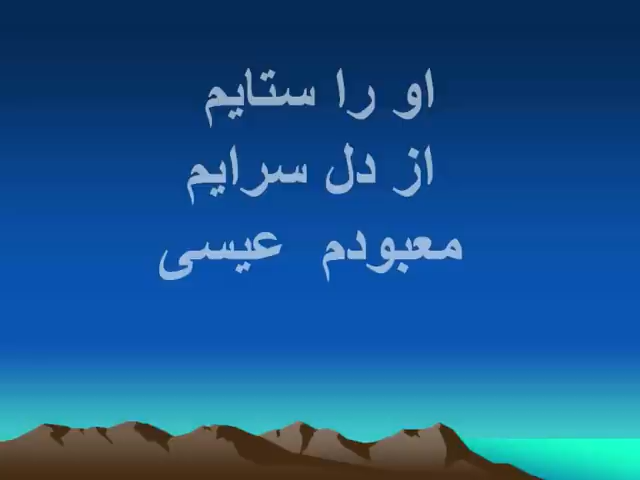 او را ستایم
از دل سرایم
معبودم عیسی